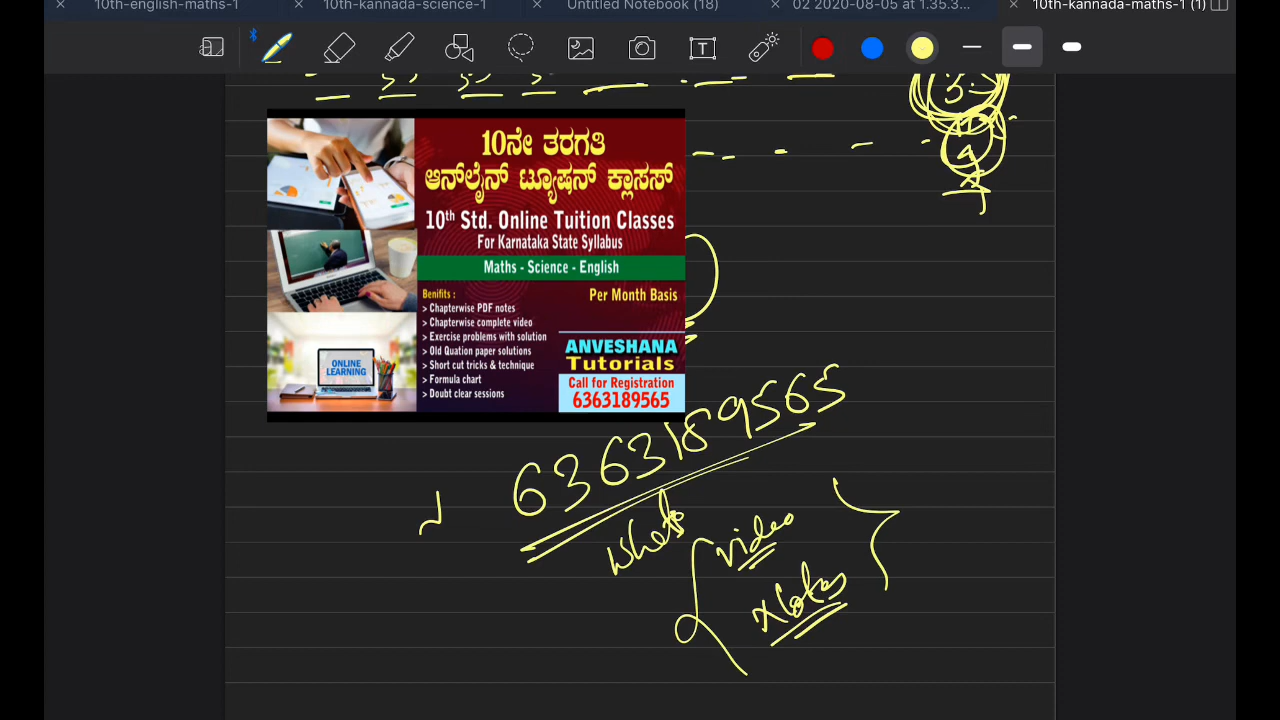 10th-english-maths-1
10th-kannada-science-1
Untitled Notebook (18)
02 2020-08-05 at 1.35.3...
10th-kannada-maths-1 (1)
T
10ನೇ ತರಗತಿ
ಆನ್‌ಲೈನ್ ಟ್ಯೂಷನ್ ಕ್ಲಾಸಸ್
10th Std. Online Tuition Classes
For Karnataka State Syllabus
Maths - Science - English
Per Month Basis
Benifits :
> Chapterwise PDF notes
> Chapterwise complete video
> Exercise problems with solution
> Old Quation paper solutions
> Short cut tricks & technique
> Formula chart
> Doubt clear sessions
ONLINE
LEARNING
ANVESHANA
Tutorials
Call for Registration
6363189565
6363189565
whats
video
Notes